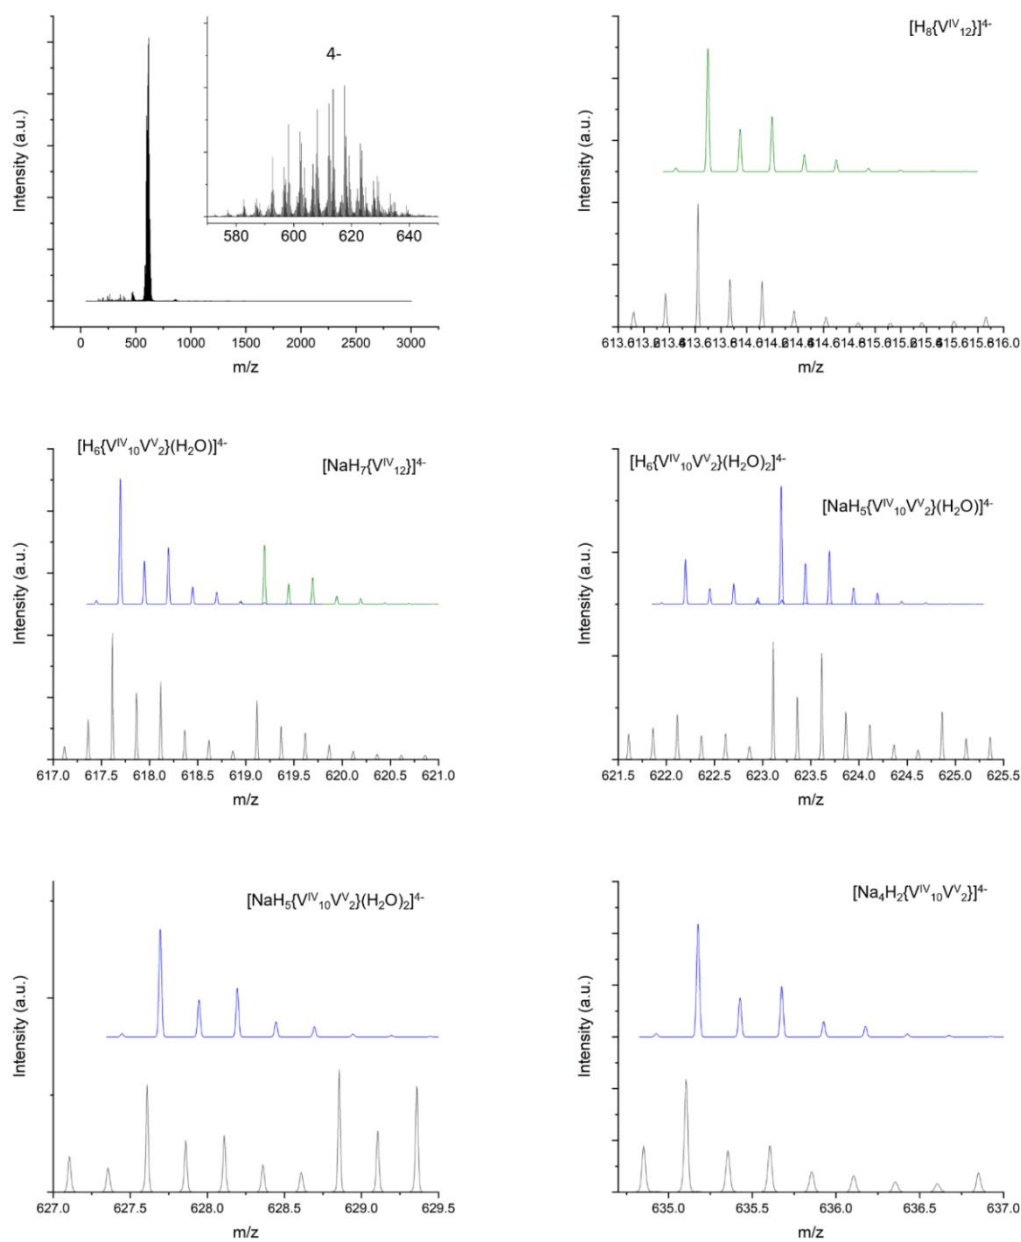 4-
Intensity (a.u.)
580 600 620 640
0 500 1000 1500 2000 2500 3000
m/z
[H₈{Vᴵⱽ₁₂}]⁴⁻
Intensity (a.u.)
m/z
[H₆{Vᴵⱽ₁₀Vⱽ₂}(H₂O)]⁴⁻
[NaH₇{Vᴵⱽ₁₂}]⁴⁻
Intensity (a.u.)
617.0 617.5 618.0 618.5 619.0 619.5 620.0 620.5 621.0
m/z
[H₆{Vᴵⱽ₁₀Vⱽ₂}(H₂O)₂]⁴⁻
[NaH₅{Vᴵⱽ₁₀Vⱽ₂}(H₂O)]⁴⁻
Intensity (a.u.)
621.5 622.0 622.5 623.0 623.5 624.0 624.5 625.0 625.5
m/z
[NaH₅{Vᴵⱽ₁₀Vⱽ₂}(H₂O)₂]⁴⁻
Intensity (a.u.)
627.0 627.5 628.0 628.5 629.0 629.5
m/z
[Na₄H₂{Vᴵⱽ₁₀Vⱽ₂}]⁴⁻
Intensity (a.u.)
635.0 635.5 636.0 636.5 637.0
m/z